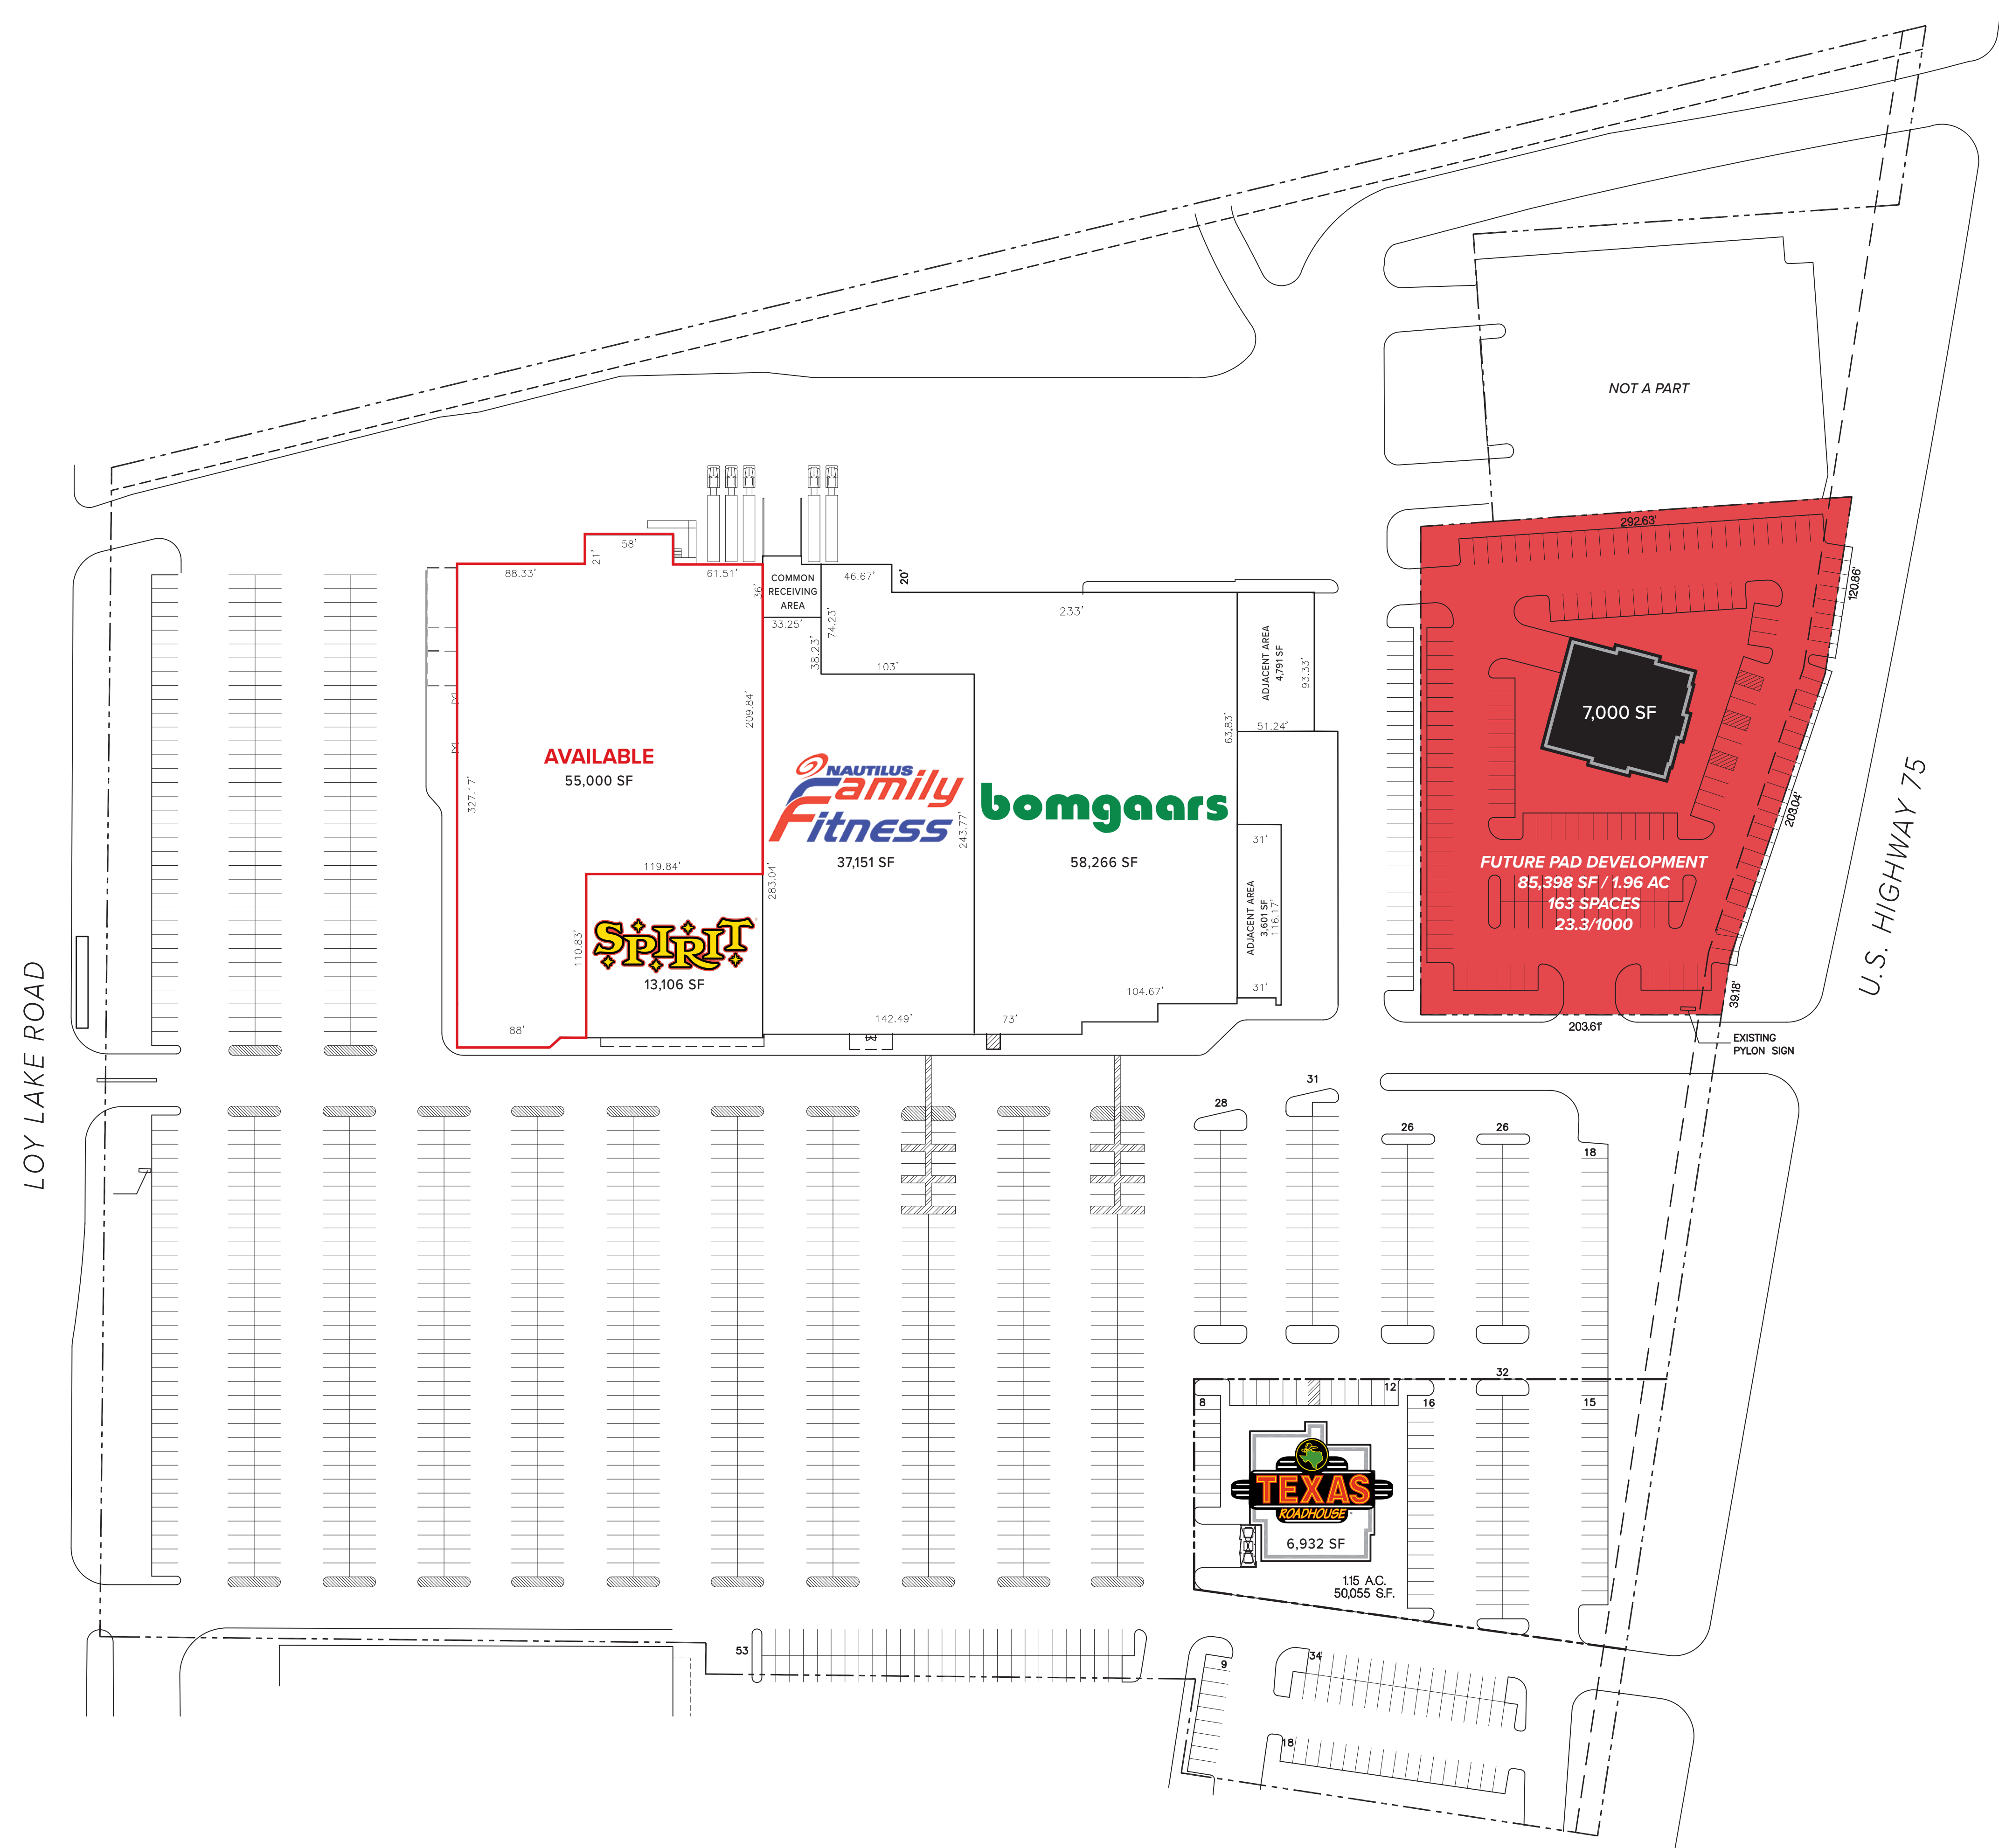 NOT A PART
292.63'
120.86'
7,000 SF
203.04'
FUTURE PAD DEVELOPMENT
85,398 SF / 1.96 AC
163 SPACES
23.3/1000
39.18'
203.61'
EXISTING
PYLON SIGN
U.S. HIGHWAY 75
LOY LAKE ROAD
58'
21'
88.33'
61.51'
36'
COMMON
RECEIVING
AREA
33.25'
46.67'
20'
74.23'
38.23'
103'
233'
209.84'
AVAILABLE
55,000 SF
327.17'
119.84'
110.83'
88'
SPIRIT
13,106 SF
NAUTILUS
Family
Fitness
37,151 SF
243.77'
283.04'
142.49'
bomgaars
58,266 SF
73'
104.67'
63.83'
ADJACENT AREA
4,791 SF
93.33'
51.24'
31'
ADJACENT AREA
3,601 SF
116.17'
31'
28
31
26
26
18
32
12
8
16
15
TEXAS
ROADHOUSE
6,932 SF
1.15 A.C.
50,055 S.F.
53
9
34
18